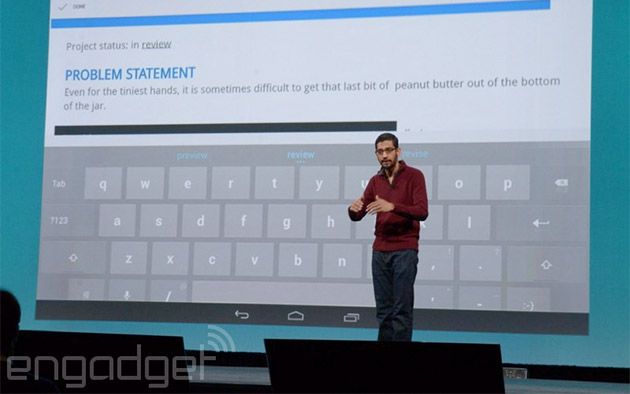 DONE
Project status: in review
PROBLEM STATEMENT
Even for the tiniest hands, it is sometimes difficult to get that last bit of peanut butter out of the bottom
of the jar.
preview review revise
Tab q w e r t y u o p
?123 a s d f g h j l
z x c v b n , .
/ - :-)
engadget